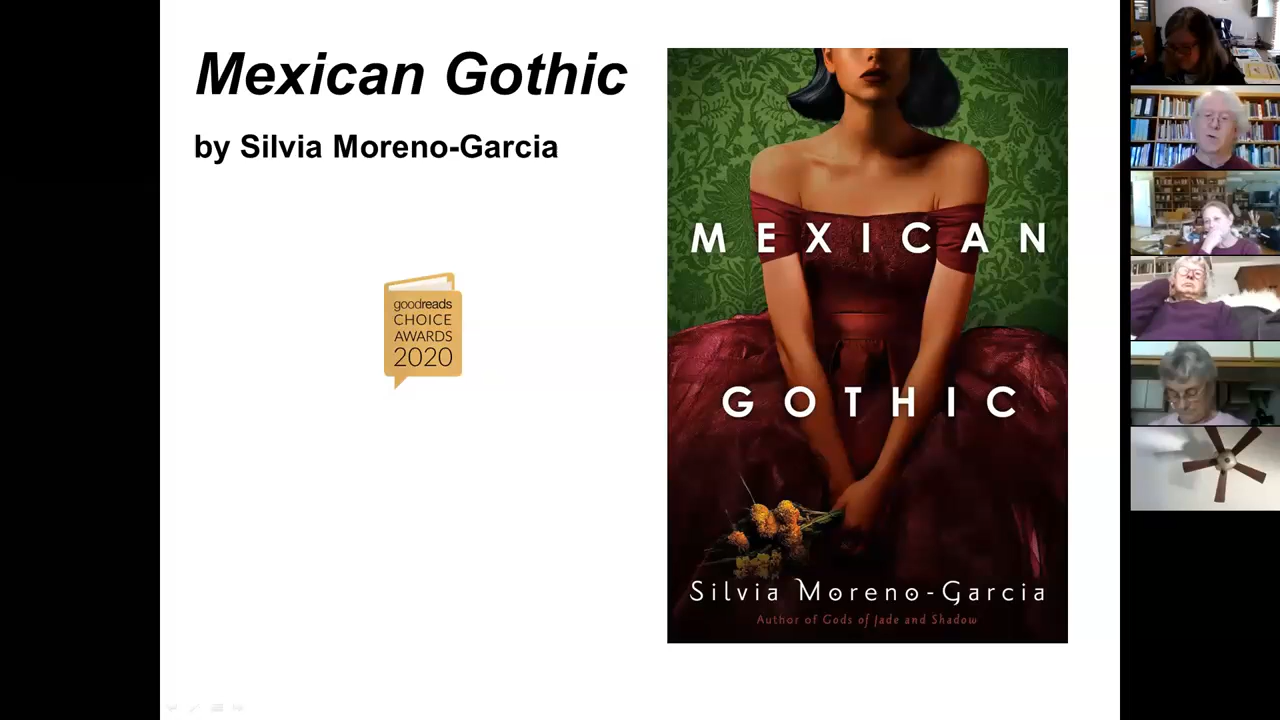 Mexican Gothic
by Silvia Moreno-Garcia
goodreads
CHOICE
AWARDS
2020
MEXICAN
GOTHIC
Silvia Moreno-Garcia
Author of Gods of Jade and Shadow